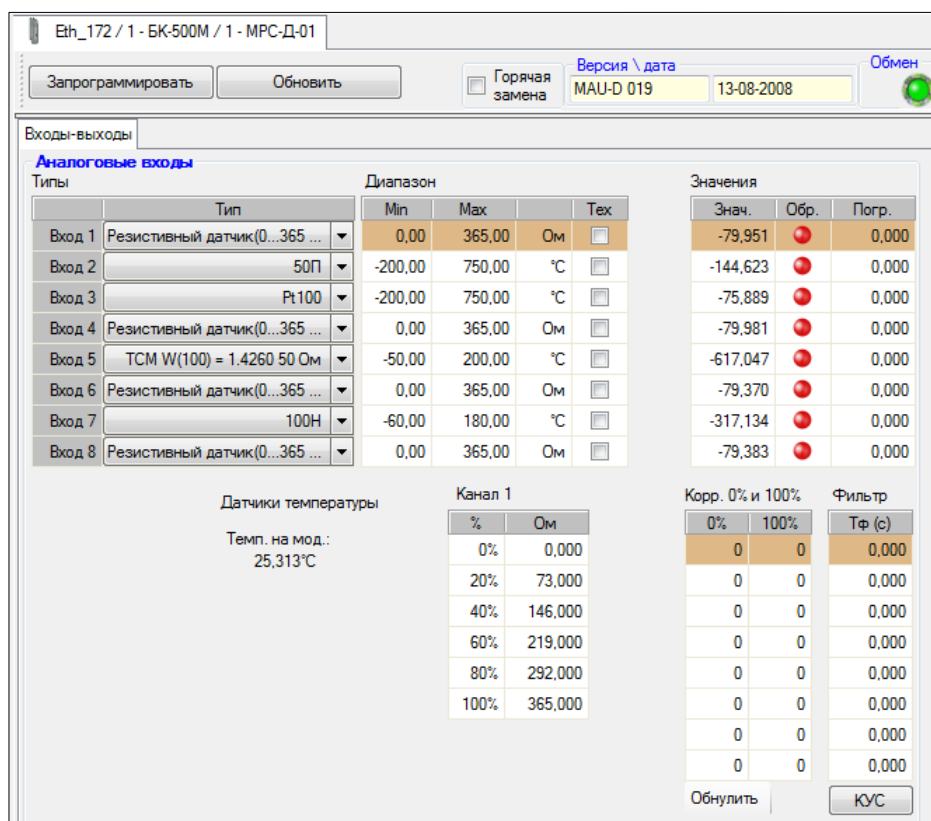 Eth_172 / 1 - БК-500М / 1 - МРС-Д-01
Запрограммировать Обновить Горячая замена Версия \ дата MAU-D 019 13-08-2008 Обмен
Входы-выходы
Аналоговые входы
Типы Диапазон Значения
Тип Min Max Тех Знач. Обр. Погр.
Вход 1 Резистивный датчик(0...365 ... 0,00 365,00 Ом -79,951 0,000
Вход 2 50П -200,00 750,00 °C -144,623 0,000
Вход 3 Pt100 -200,00 750,00 °C -75,889 0,000
Вход 4 Резистивный датчик(0...365 ... 0,00 365,00 Ом -79,981 0,000
Вход 5 ТСМ W(100) = 1.4260 50 Ом -50,00 200,00 °C -617,047 0,000
Вход 6 Резистивный датчик(0...365 ... 0,00 365,00 Ом -79,370 0,000
Вход 7 100Н -60,00 180,00 °C -317,134 0,000
Вход 8 Резистивный датчик(0...365 ... 0,00 365,00 Ом -79,383 0,000
Датчики температуры Канал 1 Корр. 0% и 100% Фильтр
Темп. на мод.: % Ом 0% 100% Тф (с)
25,313°C 0% 0,000 0 0 0,000
20% 73,000 0 0 0,000
40% 146,000 0 0 0,000
60% 219,000 0 0 0,000
80% 292,000 0 0 0,000
100% 365,000 0 0 0,000
0 0 0,000
0 0 0,000
Обнулить КУС